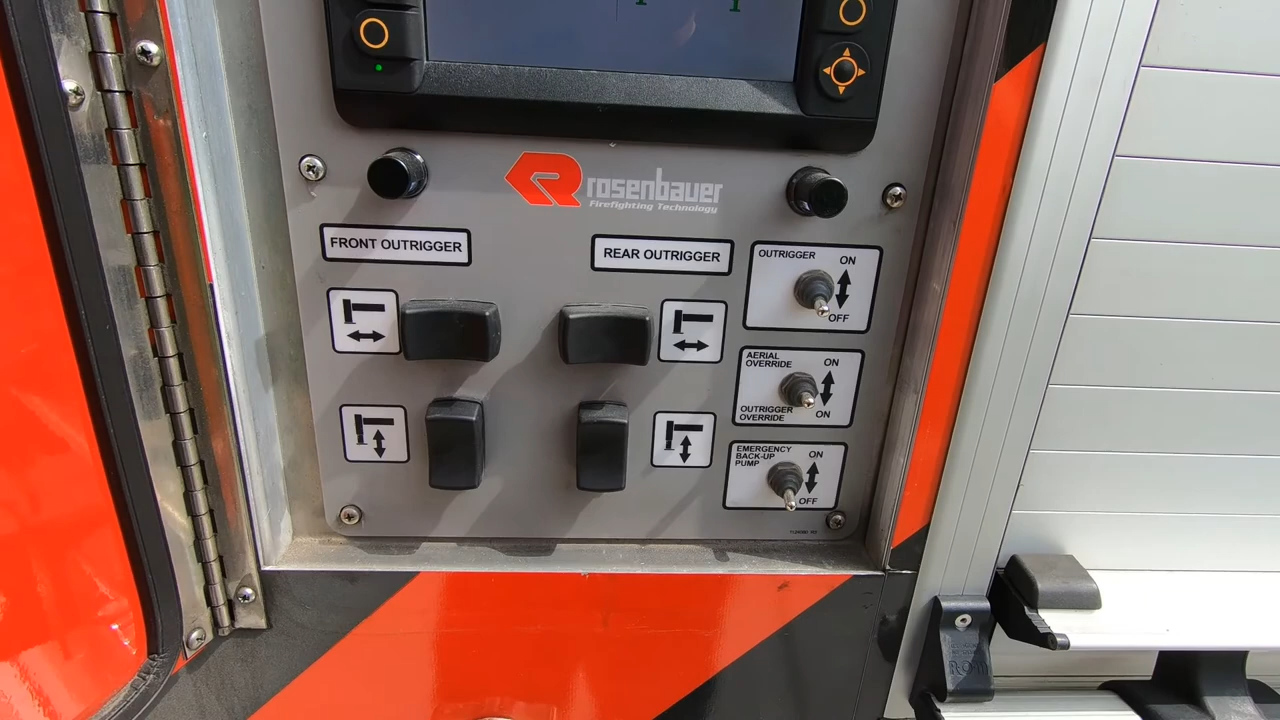 rosenbauer
Firefighting Technology
FRONT OUTRIGGER
REAR OUTRIGGER
OUTRIGGER
ON
OFF
AERIAL
OVERRIDE
ON
OUTRIGGER
OVERRIDE
ON
EMERGENCY
BACK-UP
PUMP
ON
OFF